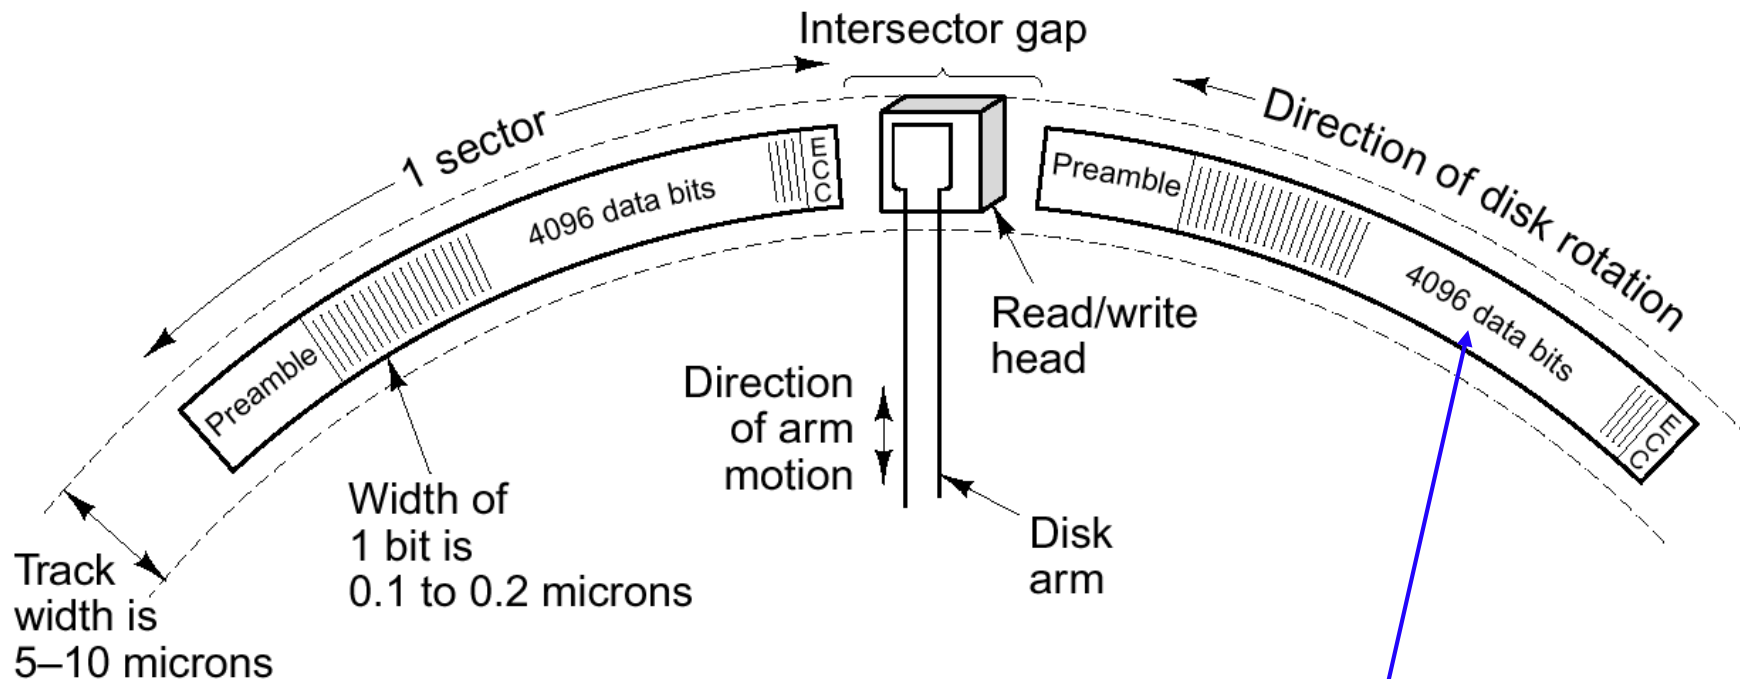 Intersector gap
1 sector
Direction of disk rotation
Preamble
4096 data bits
E
C
C
Preamble
4096 data bits
E
C
C
Read/write
head
Direction
of arm
motion
Width of
1 bit is
0.1 to 0.2 microns
Disk
arm
Track
width is
5–10 microns